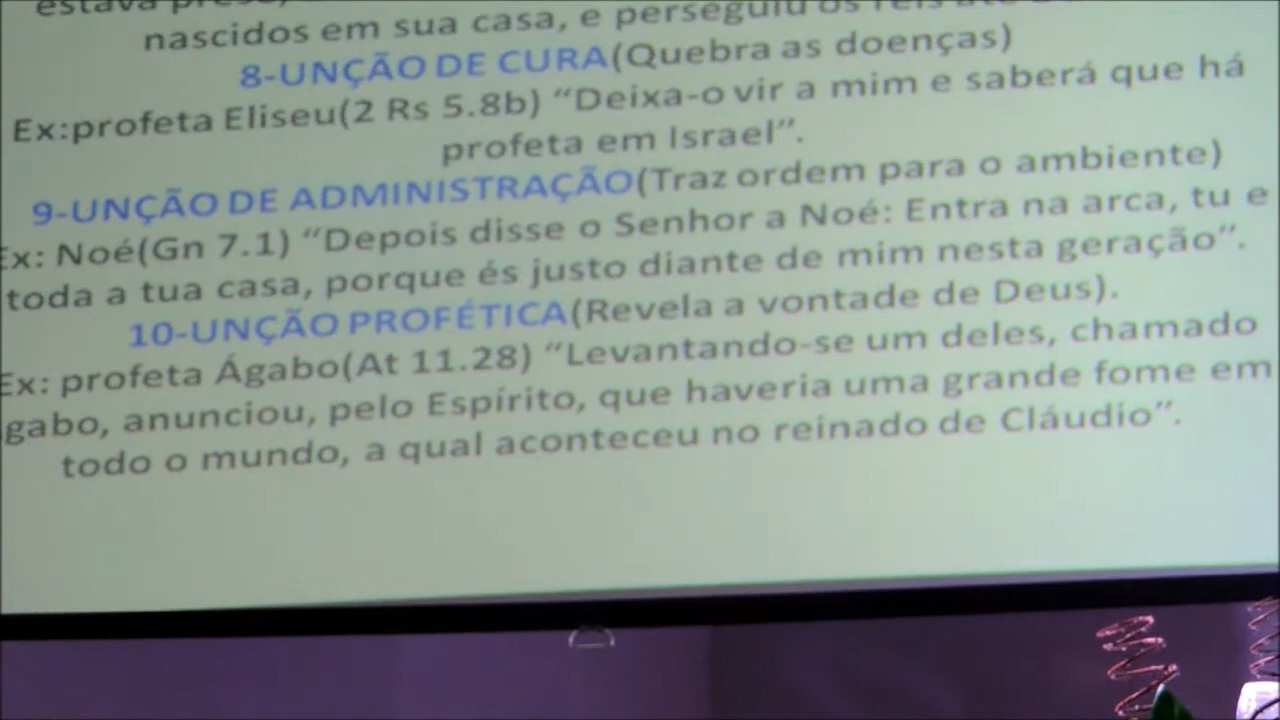 estava
nascidos em sua casa, e perseguiu os reis até
8-UNÇÃO DE CURA(Quebra as doenças)
Ex:profeta Eliseu(2 Rs 5.8b) “Deixa-o vir a mim e saberá que há
profeta em Israel”.
9-UNÇÃO DE ADMINISTRAÇÃO(Traz ordem para o ambiente)
Ex: Noé(Gn 7.1) “Depois disse o Senhor a Noé: Entra na arca, tu e
toda a tua casa, porque és justo diante de mim nesta geração”.
10-UNÇÃO PROFÉTICA(Revela a vontade de Deus).
Ex: profeta Ágabo(At 11.28) “Levantando-se um deles, chamado
gabo, anunciou, pelo Espírito, que haveria uma grande fome em
todo o mundo, a qual aconteceu no reinado de Cláudio”.